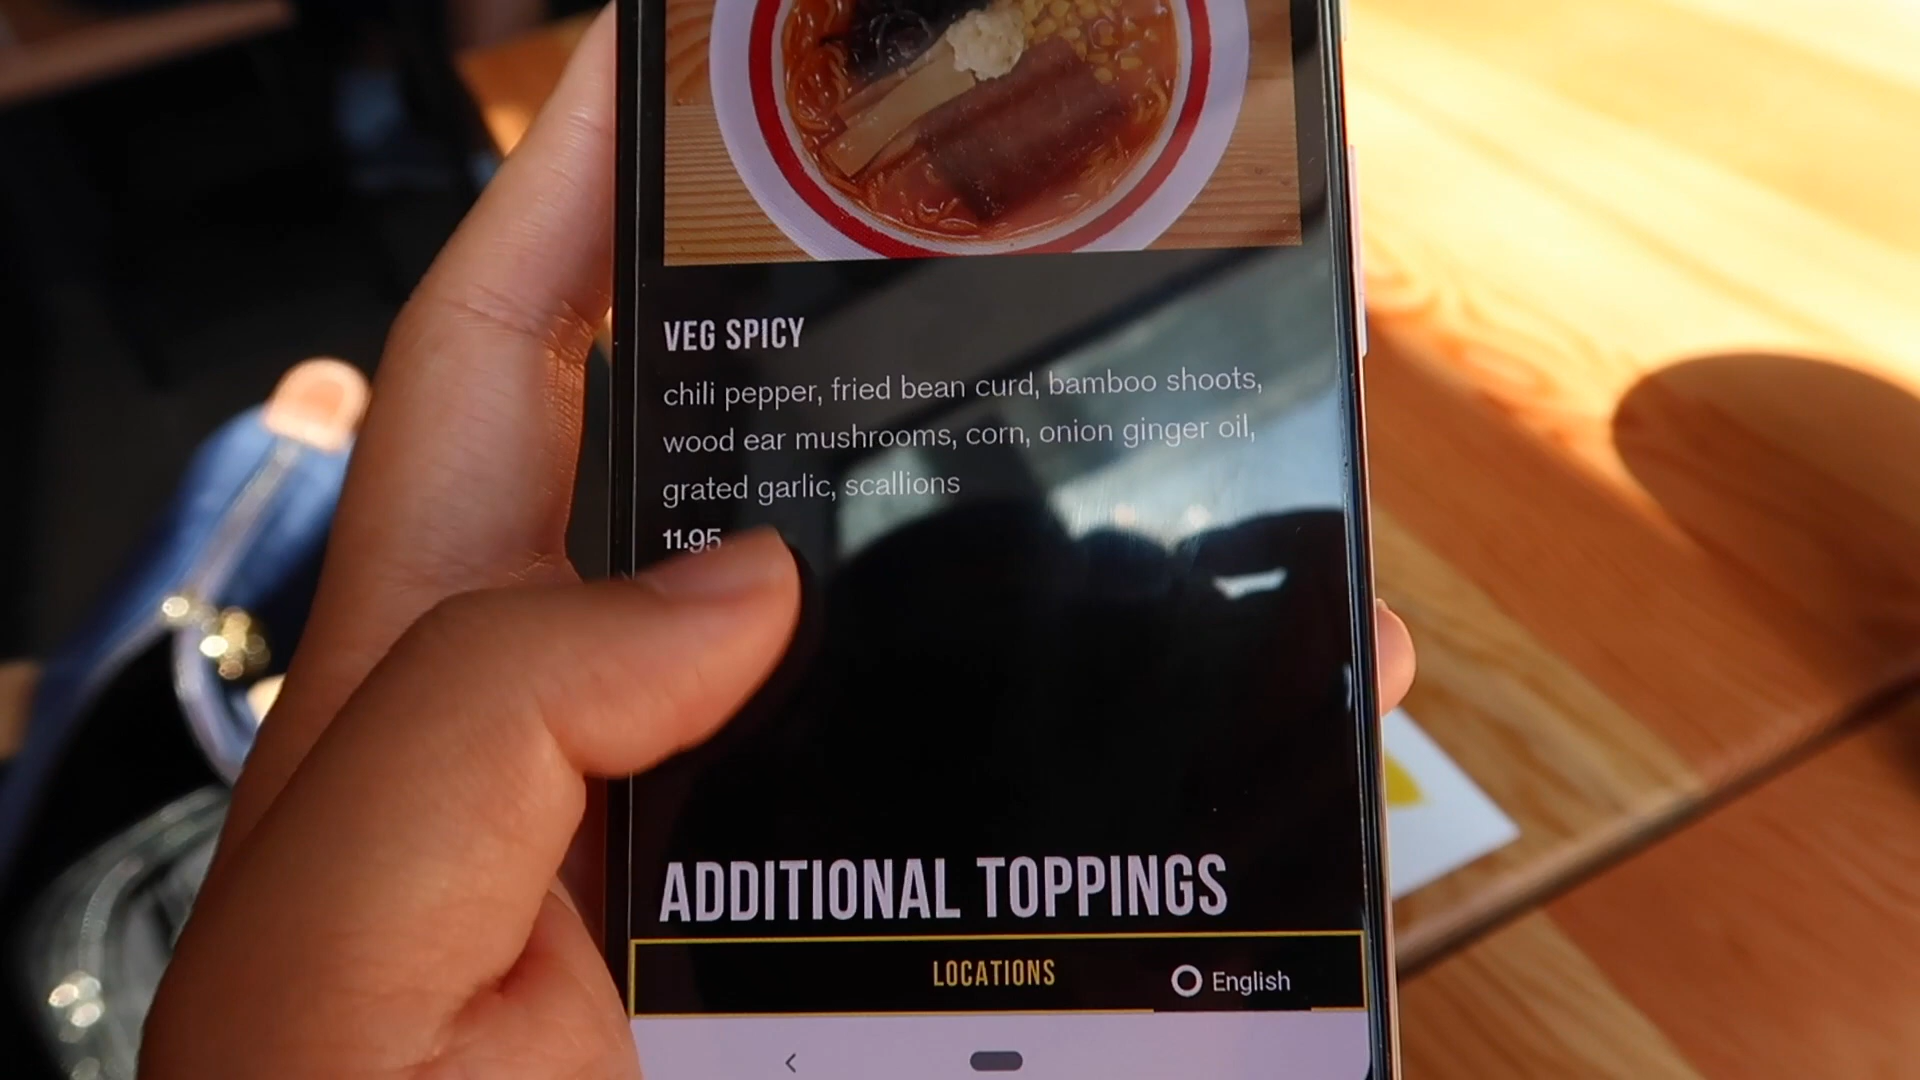 VEG SPICY
chili pepper, fried bean curd, bamboo shoots,
wood ear mushrooms, corn, onion ginger oil,
grated garlic, scallions
11.95
ADDITIONAL TOPPINGS
LOCATIONS
English